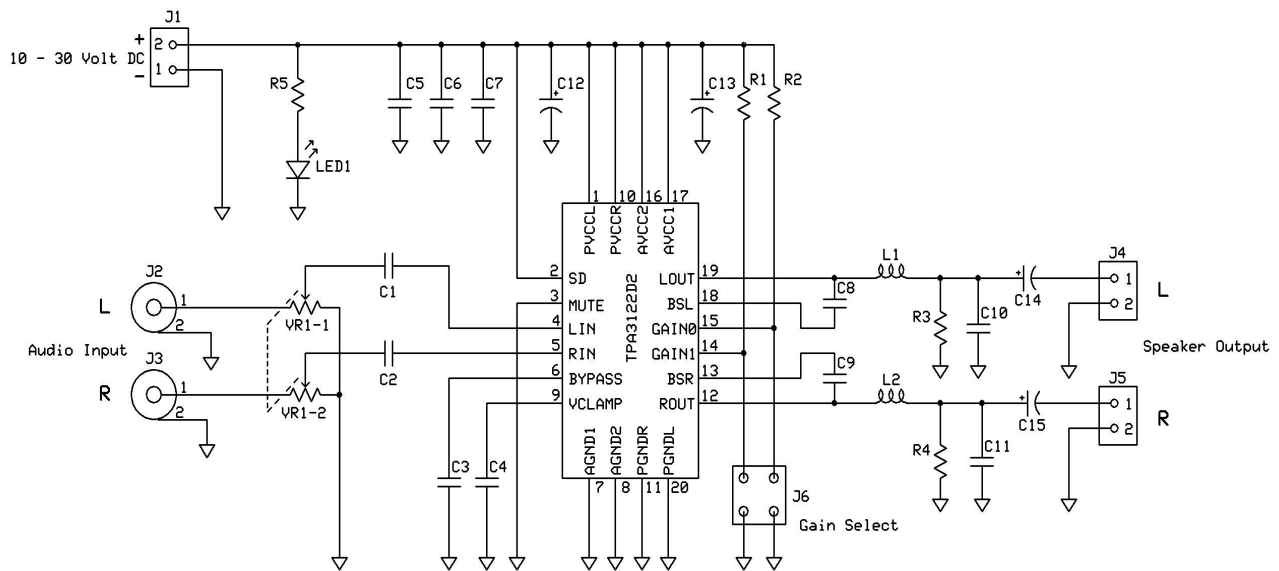 J1
+
2
10 - 30 Volt DC
1
-
R5
C5
C6
C7
C12
C13
R1
R2
LED1
1
10
16
17
PVCCL
PVCCR
AVCC2
AVCC1
TPA3122D2
2
SD
3
MUTE
4
LIN
5
RIN
6
BYPASS
9
VCLAMP
LOUT
19
BSL
18
GAIN0
15
GAIN1
14
BSR
13
ROUT
12
AGND1
AGND2
PGNDR
PGNDL
7
8
11
20
J2
L
1
2
Audio Input
J3
R
1
2
VR1-1
VR1-2
C1
C2
C3
C4
C8
C9
L1
L2
R3
C10
C14
R4
C11
C15
+
+
+
+
J4
1
2
L
Speaker Output
J5
1
2
R
J6
Gain Select